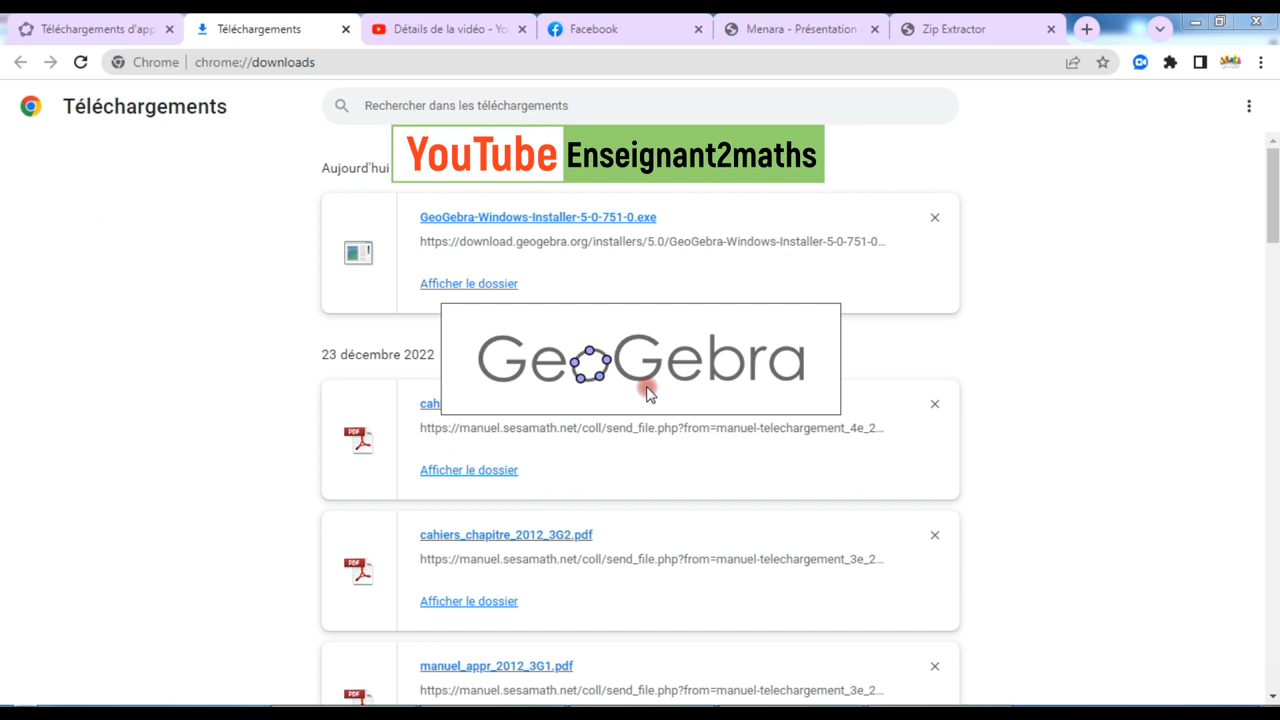 Téléchargements d'app
Téléchargements
Détails de la vidéo - Yo
Facebook
Menara - Présentation
Zip Extractor
Chrome
chrome://downloads
Téléchargements
Rechercher dans les téléchargements
YouTube Enseignant2maths
Aujourd'hui
GeoGebra-Windows-Installer-5-0-751-0.exe
https://download.geogebra.org/installers/5.0/GeoGebra-Windows-Installer-5-0-751-0...
Afficher le dossier
GeoGebra
23 décembre 2022
cah
https://manuel.sesamath.net/coll/send_file.php?from=manuel-telechargement_4e_2...
PDF
Afficher le dossier
cahiers_chapitre_2012_3G2.pdf
https://manuel.sesamath.net/coll/send_file.php?from=manuel-telechargement_3e_2...
PDF
Afficher le dossier
manuel_appr_2012_3G1.pdf
https://manuel.sesamath.net/coll/send_file.php?from=manuel-telechargement_3e_2...
PDF